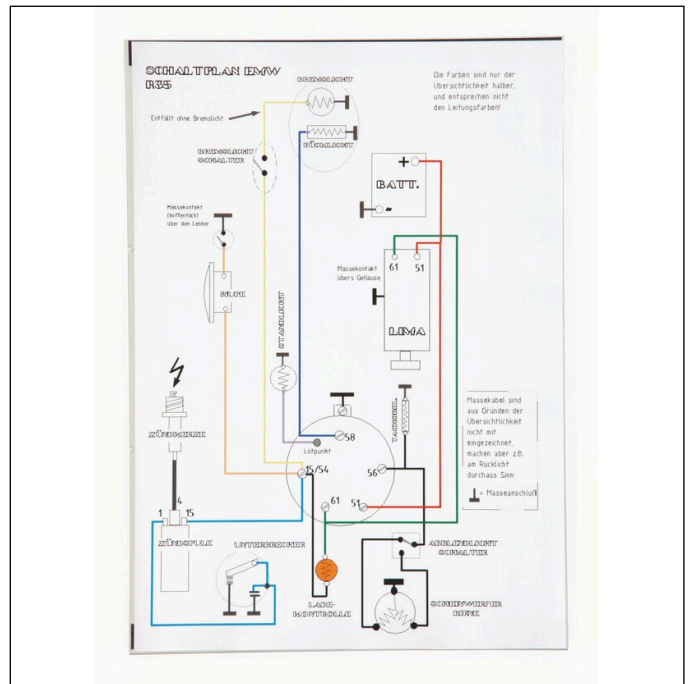 SCHALTPLAN EMW
R35
BREMSLICHT
Die Farben sind nur der
Übersichtlichkeit halber,
und entsprechen nicht
den Leitungsfarben!
Entfällt ohne Bremslicht
RÜCKLICHT
BREMSLICHT
SCHALTER
+
BATT.
-
Massekontakt
(hoffentlich)
über den Lenker
HUPE
61
51
Massekontakt
übers Gehäuse
LIMA
STANDLICHT
ZÜNDKERZE
TACHOBEL.
Massekabel sind
aus Gründen der
Übersichtlichkeit
nicht mit
eingezeichnet,
machen aber z.B.
am Rücklicht
durchaus Sinn.
= Masseanschluß
58
Lötpunkt
15/54
56
61
51
4
1
15
ZÜNDSPULE
UNTERBRECHER
ABBLENDLICHT
SCHALTER
LADE-
KONTROLLE
SCHEINWERFER
BIRNE